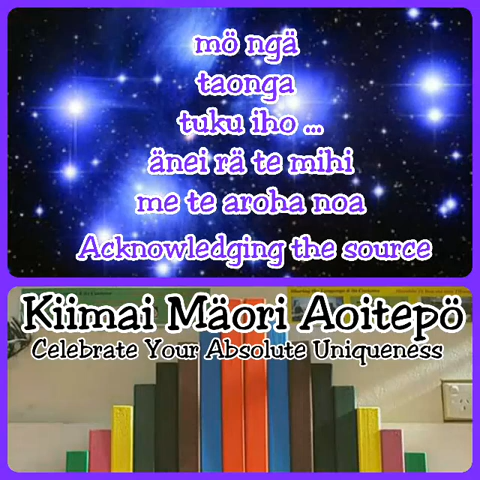 mö ngä
taonga
tuku iho ...
änei rä te mihi
me te aroha noa
Acknowledging the source
Kiimai Mäori Aoitepö
Celebrate Your Absolute Uniqueness